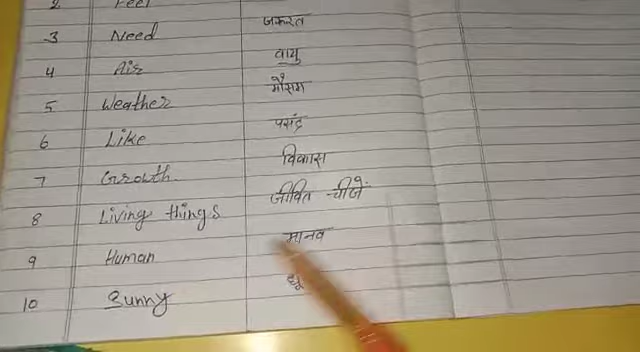 2 Feel
3 Need जरूरत
4 Air वायु
5 Weather मौसम
6 Like पसंद
7 Growth विकास
8 Living things जीवित चीजें
9 Human मानव
10 Sunny